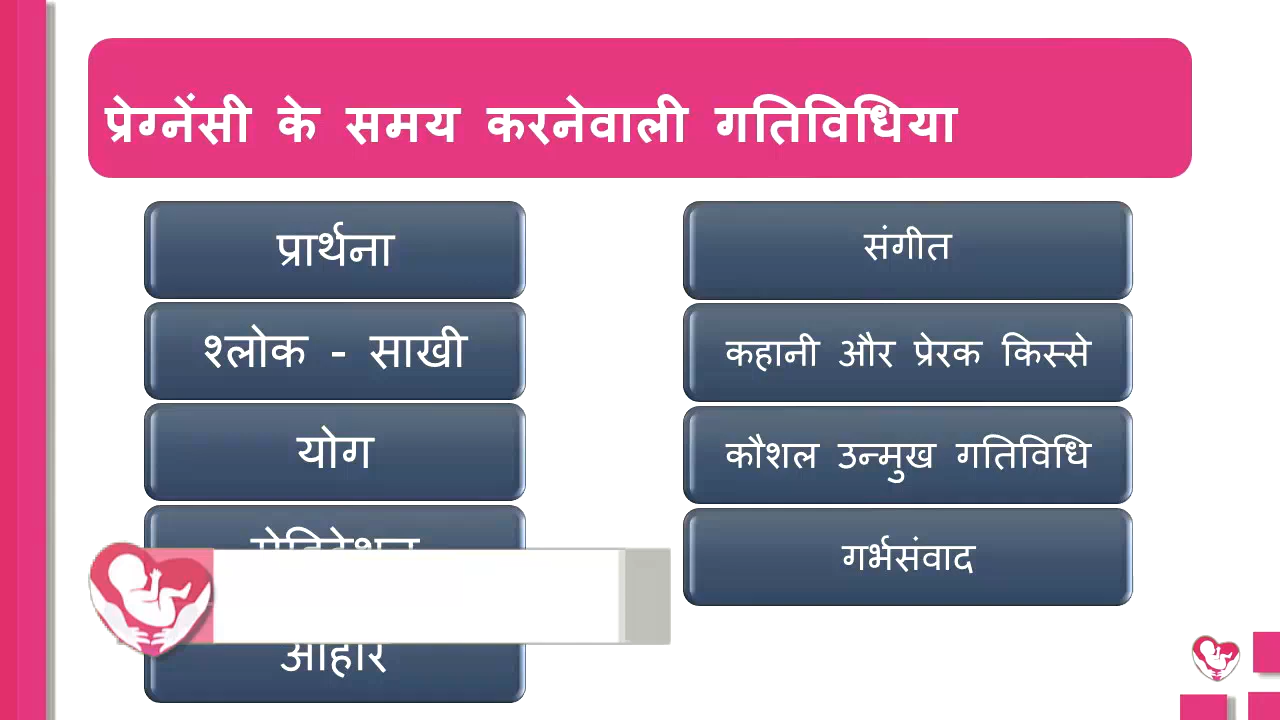 प्रेग्नेंसी के समय करनेवाली गतिविधिया
प्रार्थना
श्लोक - साखी
योग
आहार
संगीत
कहानी और प्रेरक किस्से
कौशल उन्मुख गतिविधि
गर्भसंवाद